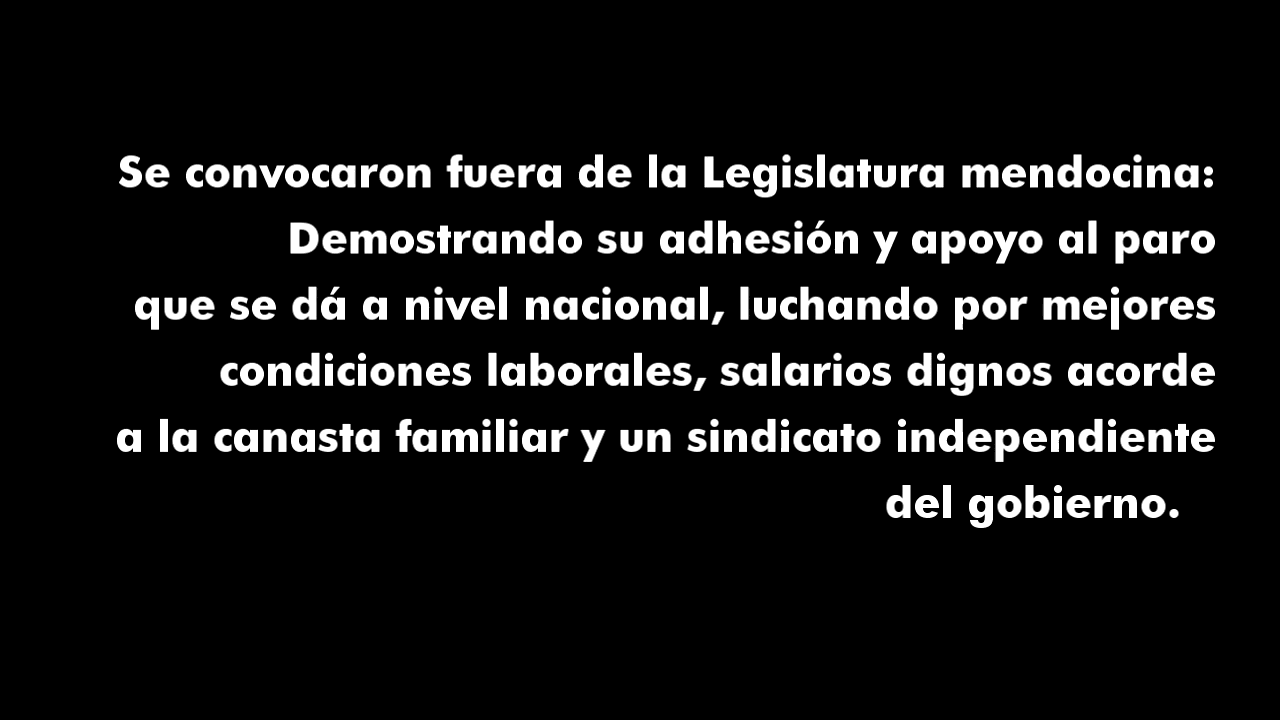 Se convocaron fuera de la Legislatura mendocina:
Demostrando su adhesión y apoyo al paro
que se dá a nivel nacional, luchando por mejores
condiciones laborales, salarios dignos acorde
a la canasta familiar y un sindicato independiente
del gobierno.